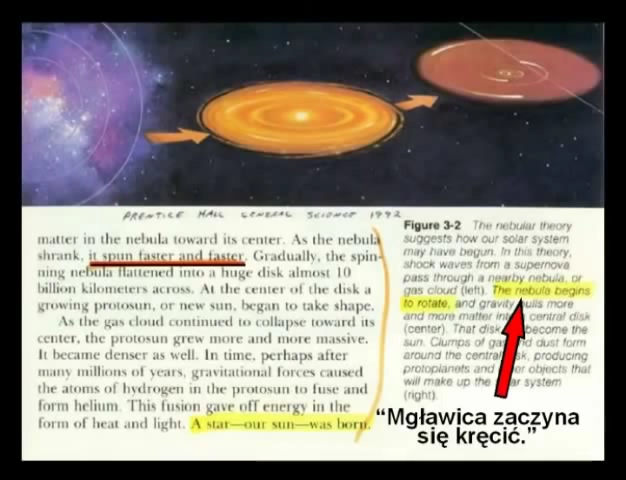 PRENTICE HALL GENERAL SCIENCE 1992
matter in the nebula toward its center. As the nebula
shrank, it spun faster and faster. Gradually, the spin-
ning nebula flattened into a huge disk almost 10
billion kilometers across. At the center of the disk a
growing protosun, or new sun, began to take shape.
As the gas cloud continued to collapse toward its
center, the protosun grew more and more massive.
It became denser as well. In time, perhaps after
many millions of years, gravitational forces caused
the atoms of hydrogen in the protosun to fuse and
form helium. This fusion gave off energy in the
form of heat and light. A star—our sun—was born.
Figure 3-2 The nebular theory
suggests how our solar system
may have begun. In this theory,
shock waves from a supernova
pass through a nearby nebula, or
gas cloud (left). The nebula begins
to rotate, and gravity pulls more
and more matter into central disk
(center). That disk become the
sun. Clumps of gas and dust form
around the central disk, producing
protoplanets and other objects that
will make up the system
(right).
“Mgławica zaczyna
się kręcić.”